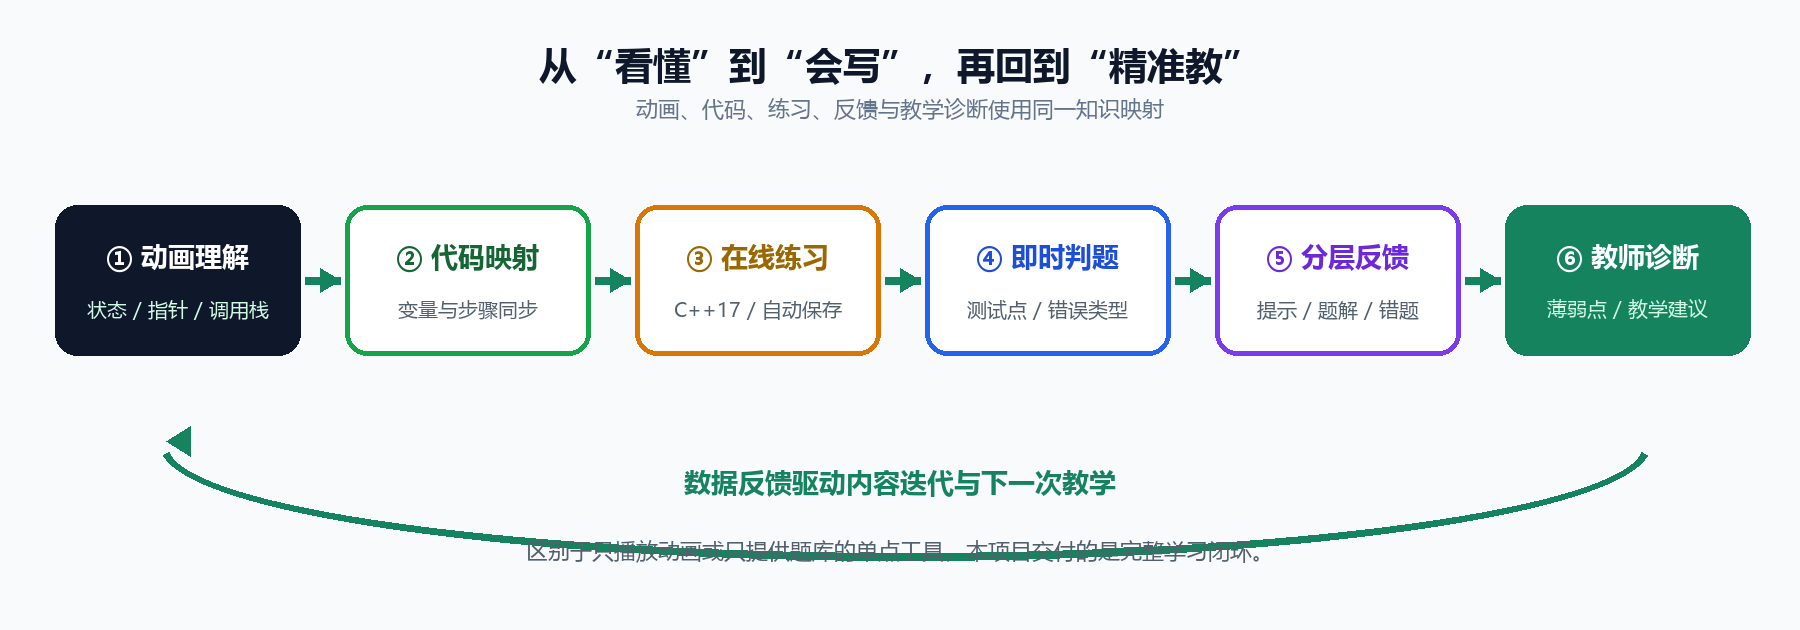 从“看懂”到“会写”，再回到“精准教”
动画、代码、练习、反馈与教学诊断使用同一知识映射
① 动画理解
状态 / 指针 / 调用栈
② 代码映射
变量与步骤同步
③ 在线练习
C++17 / 自动保存
④ 即时判题
测试点 / 错误类型
⑤ 分层反馈
提示 / 题解 / 错题
⑥ 教师诊断
薄弱点 / 教学建议
数据反馈驱动内容迭代与下一次教学
区别于只播放动画或只提供题库的单点工具，本项目交付的是完整学习闭环。